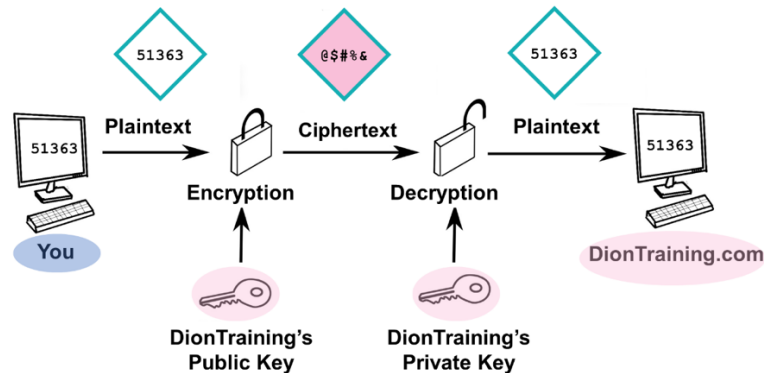 51363
@$#%&
51363
Plaintext
Ciphertext
Plaintext
51363
51363
Encryption
Decryption
You
DionTraining.com
DionTraining’s
Public Key
DionTraining’s
Private Key